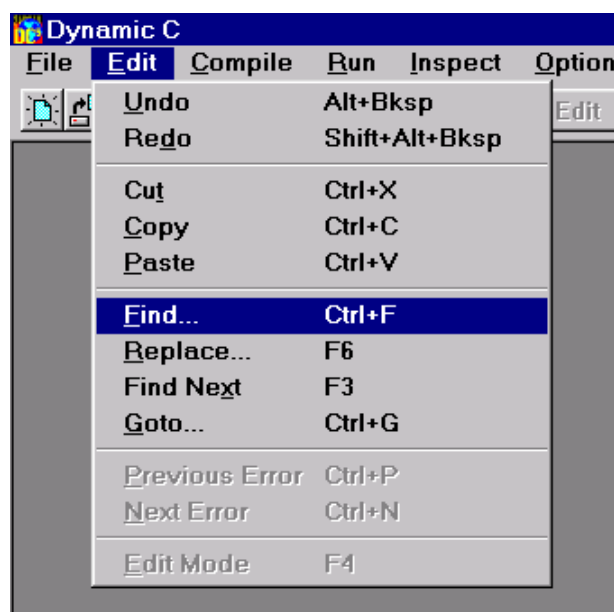 Dynamic C
File Edit Compile Run Inspect Option
Edit
Undo Alt+Bksp
Redo Shift+Alt+Bksp
Cut Ctrl+X
Copy Ctrl+C
Paste Ctrl+V
Find... Ctrl+F
Replace... F6
Find Next F3
Goto... Ctrl+G
Previous Error Ctrl+P
Next Error Ctrl+N
Edit Mode F4